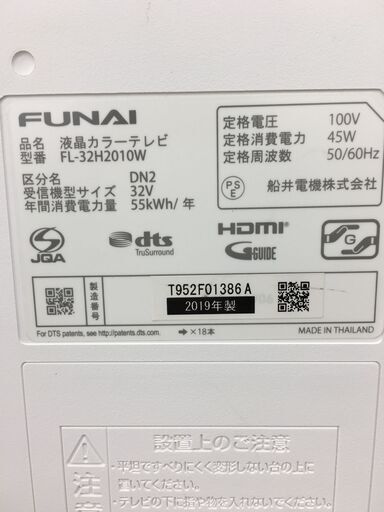 FUNAI
品名 液晶カラーテレビ
型番 FL-32H2010W
区分名 DN2
受信機型サイズ 32V
年間消費電力量 55kWh/年
定格電圧 100V
定格消費電力 45W
定格周波数 50/60Hz
PSE 船井電機株式会社
JQA
dts
TruSurround
HDMI
G-GUIDE
G
製造番号
T952F01386A
2019年製
For DTS patents, see http://patents.dts.com.
➔×18本
MADE IN THAILAND
注意
設置上のご注意
・平坦ですべりにくく変形しない台の上に
置いてください。
・テレビの下に指や物を入れないでください